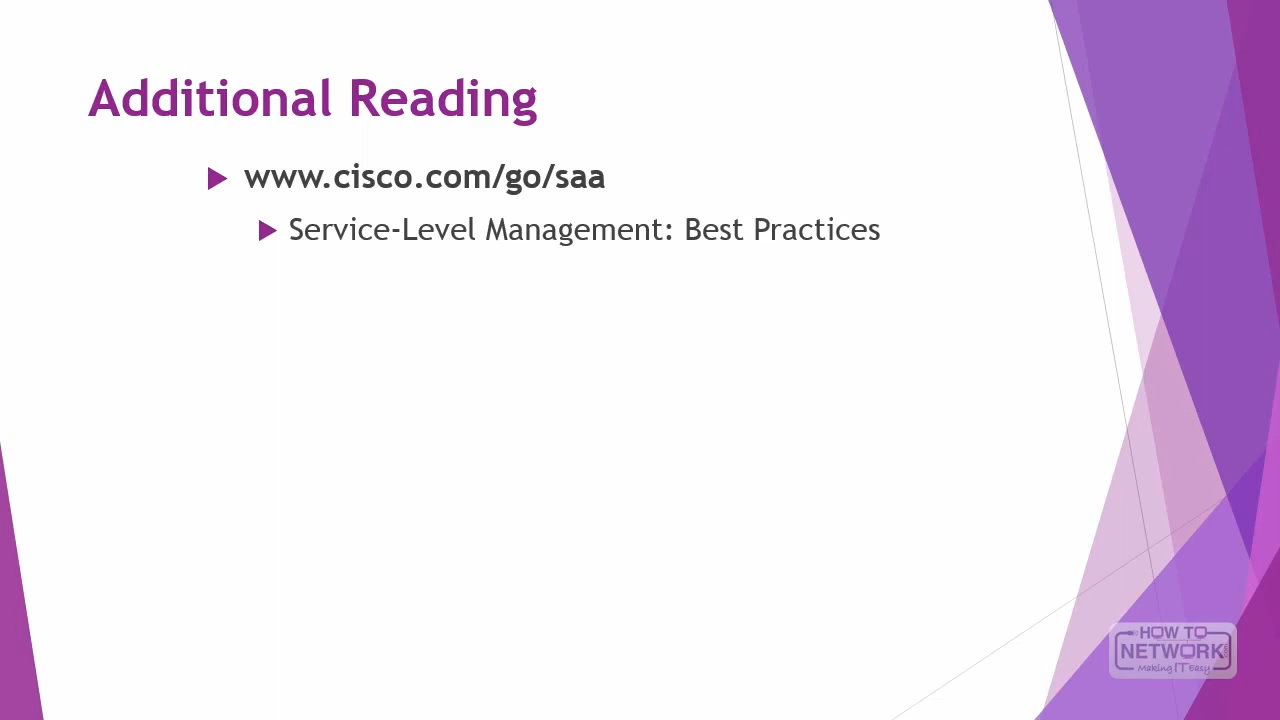 Additional Reading
www.cisco.com/go/saa
Service-Level Management: Best Practices
HOW TO
NETWORK
Making IT Easy